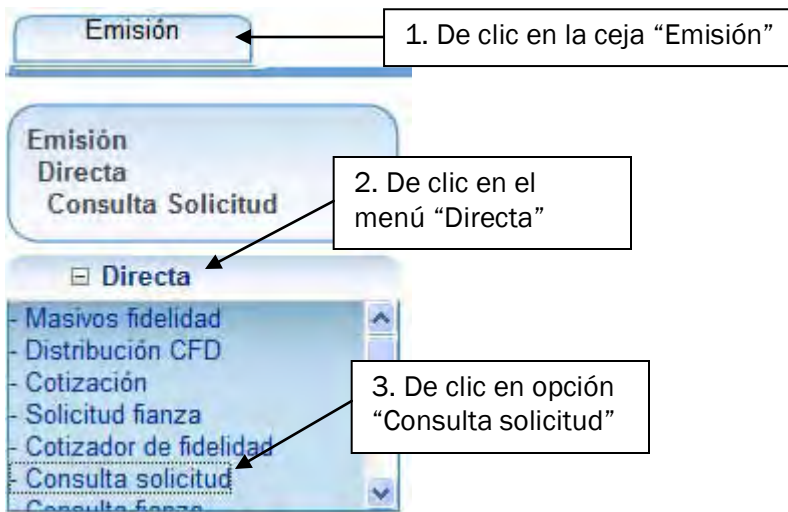 Emisión
1. De clic en la ceja “Emisión”
Emisión
Directa
Consulta Solicitud
2. De clic en el
menú “Directa”
Directa
- Masivos fidelidad
- Distribución CFD
- Cotización
- Solicitud fianza
- Cotizador de fidelidad
- Consulta solicitud
- Consulta fianza
3. De clic en opción
“Consulta solicitud”